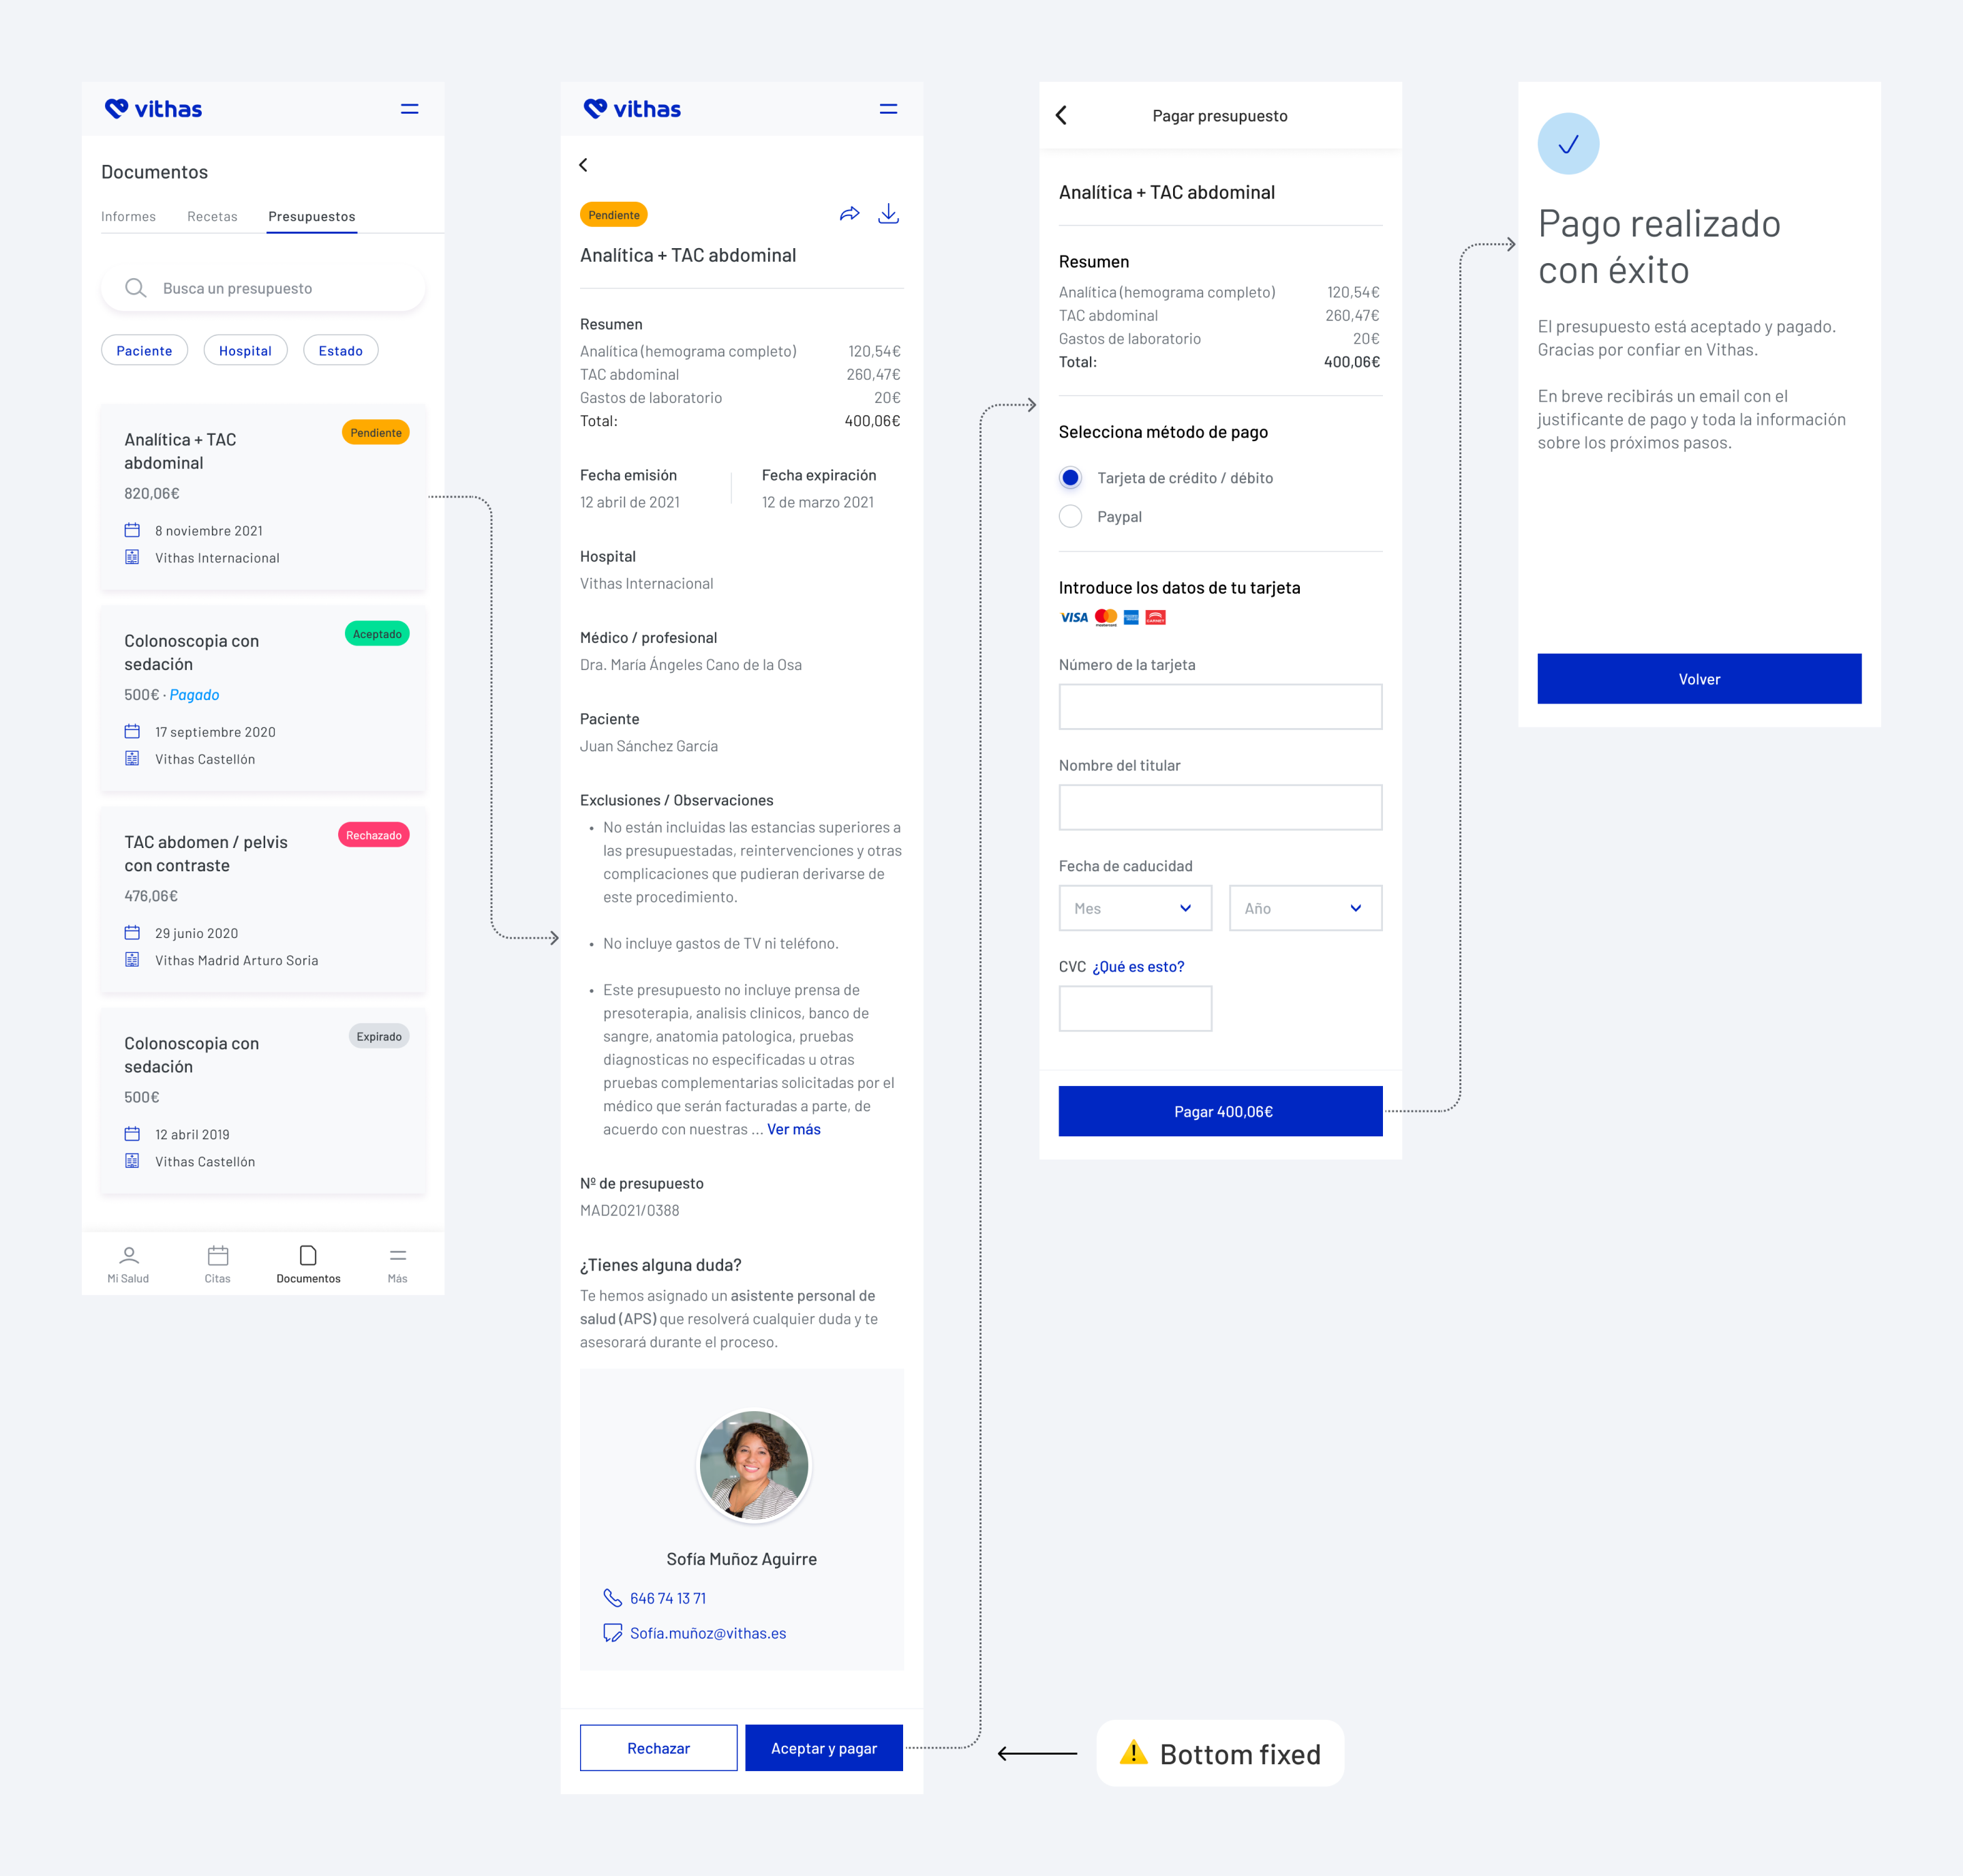 vithas
Documentos
Informes Recetas Presupuestos
Busca un presupuesto
Paciente Hospital Estado
Analítica + TAC
abdominal
Pendiente
820,06€
8 noviembre 2021
Vithas Internacional
Colonoscopia con
sedación
Aceptado
500€ · Pagado
17 septiembre 2020
Vithas Castellón
TAC abdomen / pelvis
con contraste
Rechazado
476,06€
29 junio 2020
Vithas Madrid Arturo Soria
Colonoscopia con
sedación
Expirado
500€
12 abril 2019
Vithas Castellón
Mi Salud Citas Documentos Más
vithas
Pendiente
Analítica + TAC abdominal
Resumen
Analítica (hemograma completo) 120,54€
TAC abdominal 260,47€
Gastos de laboratorio 20€
Total: 400,06€
Fecha emisión Fecha expiración
12 abril de 2021 12 de marzo 2021
Hospital
Vithas Internacional
Médico / profesional
Dra. María Ángeles Cano de la Osa
Paciente
Juan Sánchez García
Exclusiones / Observaciones
• No están incluidas las estancias superiores a
las presupuestadas, reintervenciones y otras
complicaciones que pudieran derivarse de
este procedimiento.
• No incluye gastos de TV ni teléfono.
• Este presupuesto no incluye prensa de
presoterapia, analisis clinicos, banco de
sangre, anatomia patologica, pruebas
diagnosticas no especificadas u otras
pruebas complementarias solicitadas por el
médico que serán facturadas a parte, de
acuerdo con nuestras ... Ver más
Nº de presupuesto
MAD2021/0388
¿Tienes alguna duda?
Te hemos asignado un asistente personal de
salud (APS) que resolverá cualquier duda y te
asesorará durante el proceso.
Sofía Muñoz Aguirre
646 74 13 71
Sofía.muñoz@vithas.es
Rechazar Aceptar y pagar
Pagar presupuesto
Analítica + TAC abdominal
Resumen
Analítica (hemograma completo) 120,54€
TAC abdominal 260,47€
Gastos de laboratorio 20€
Total: 400,06€
Selecciona método de pago
Tarjeta de crédito / débito
Paypal
Introduce los datos de tu tarjeta
VISA
Número de la tarjeta
Nombre del titular
Fecha de caducidad
Mes Año
CVC ¿Qué es esto?
Pagar 400,06€
Bottom fixed
Pago realizado
con éxito
El presupuesto está aceptado y pagado.
Gracias por confiar en Vithas.
En breve recibirás un email con el
justificante de pago y toda la información
sobre los próximos pasos.
Volver